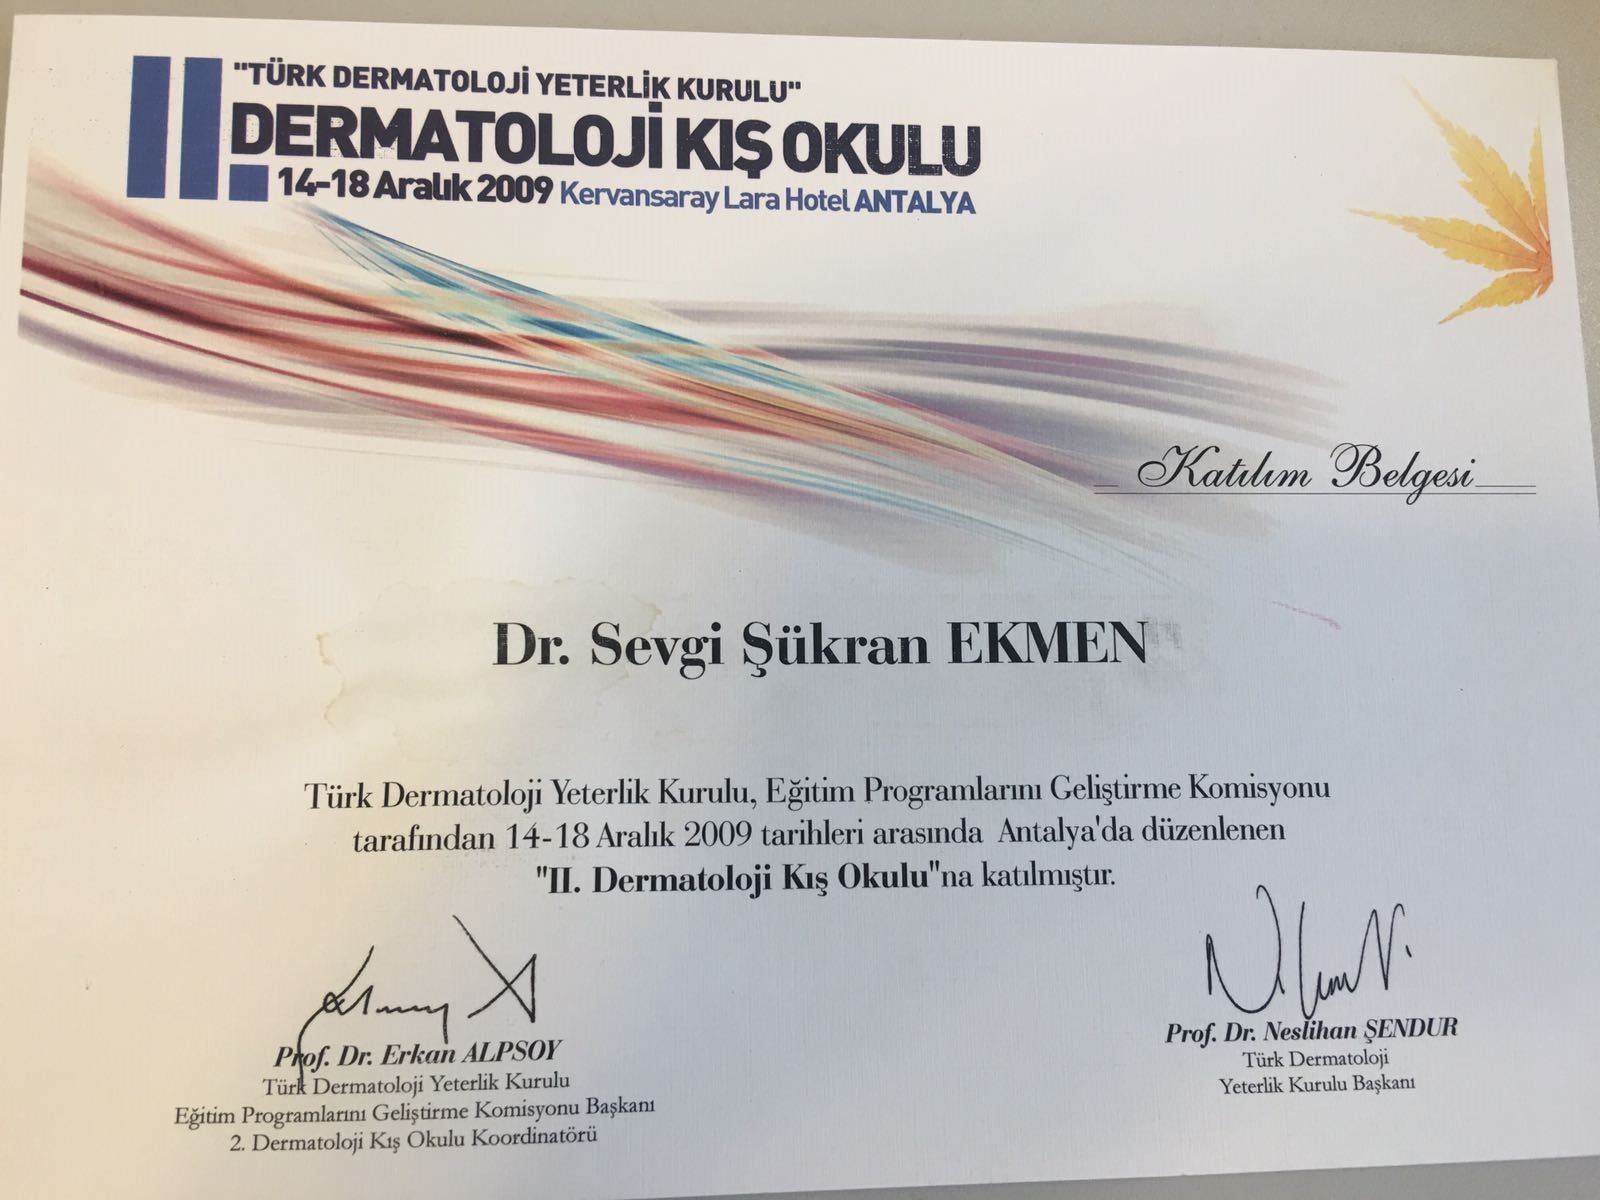 "TÜRK DERMATOLOJİ YETERLİK KURULU"
II. DERMATOLOJİ KIŞ OKULU
14-18 Aralık 2009 Kervansaray Lara Hotel ANTALYA
Katılım Belgesi
Dr. Sevgi Şükran EKMEN
Türk Dermatoloji Yeterlik Kurulu, Eğitim Programlarını Geliştirme Komisyonu
tarafından 14-18 Aralık 2009 tarihleri arasında Antalya'da düzenlenen
"II. Dermatoloji Kış Okulu"na katılmıştır.
Prof. Dr. Erkan ALPSOY
Türk Dermatoloji Yeterlik Kurulu
Eğitim Programlarını Geliştirme Komisyonu Başkanı
2. Dermatoloji Kış Okulu Koordinatörü
Prof. Dr. Neslihan ŞENDUR
Türk Dermatoloji
Yeterlik Kurulu Başkanı